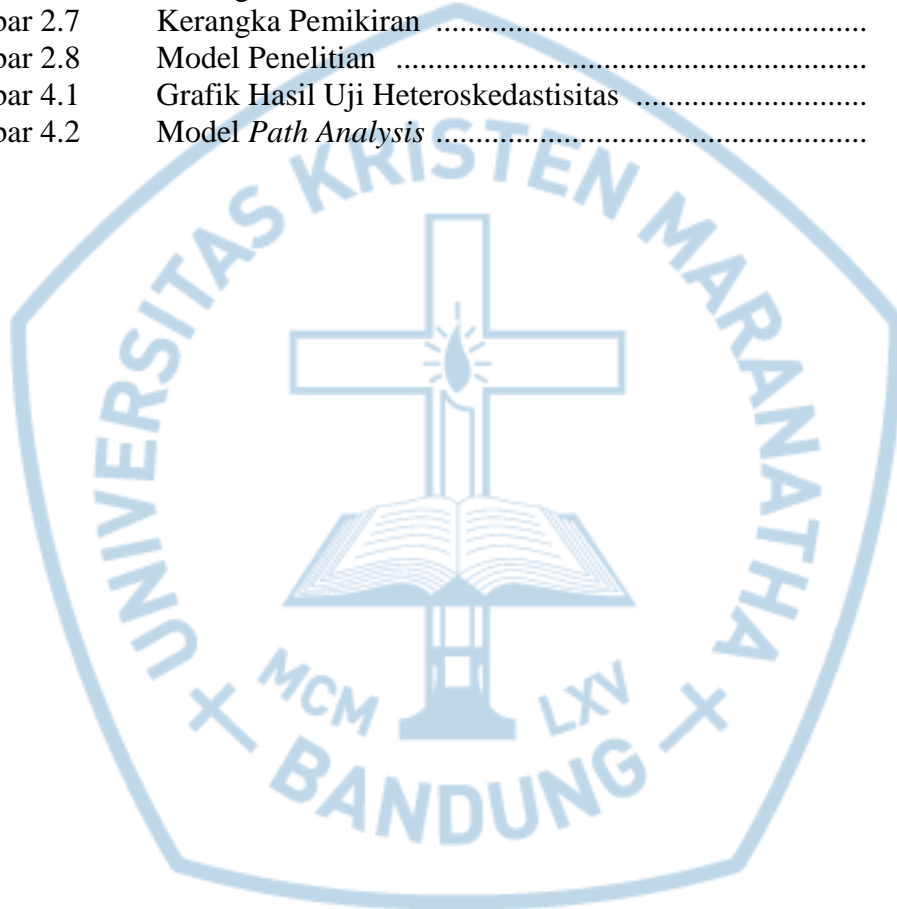 bar 2.7 Kerangka Pemikiran ............................................................
bar 2.8 Model Penelitian .................................................................
bar 4.1 Grafik Hasil Uji Heteroskedastisitas ................................
bar 4.2 Model Path Analysis ............................................................
UNIVERSITAS KRISTEN MARANATHA
MCM LXV
BANDUNG